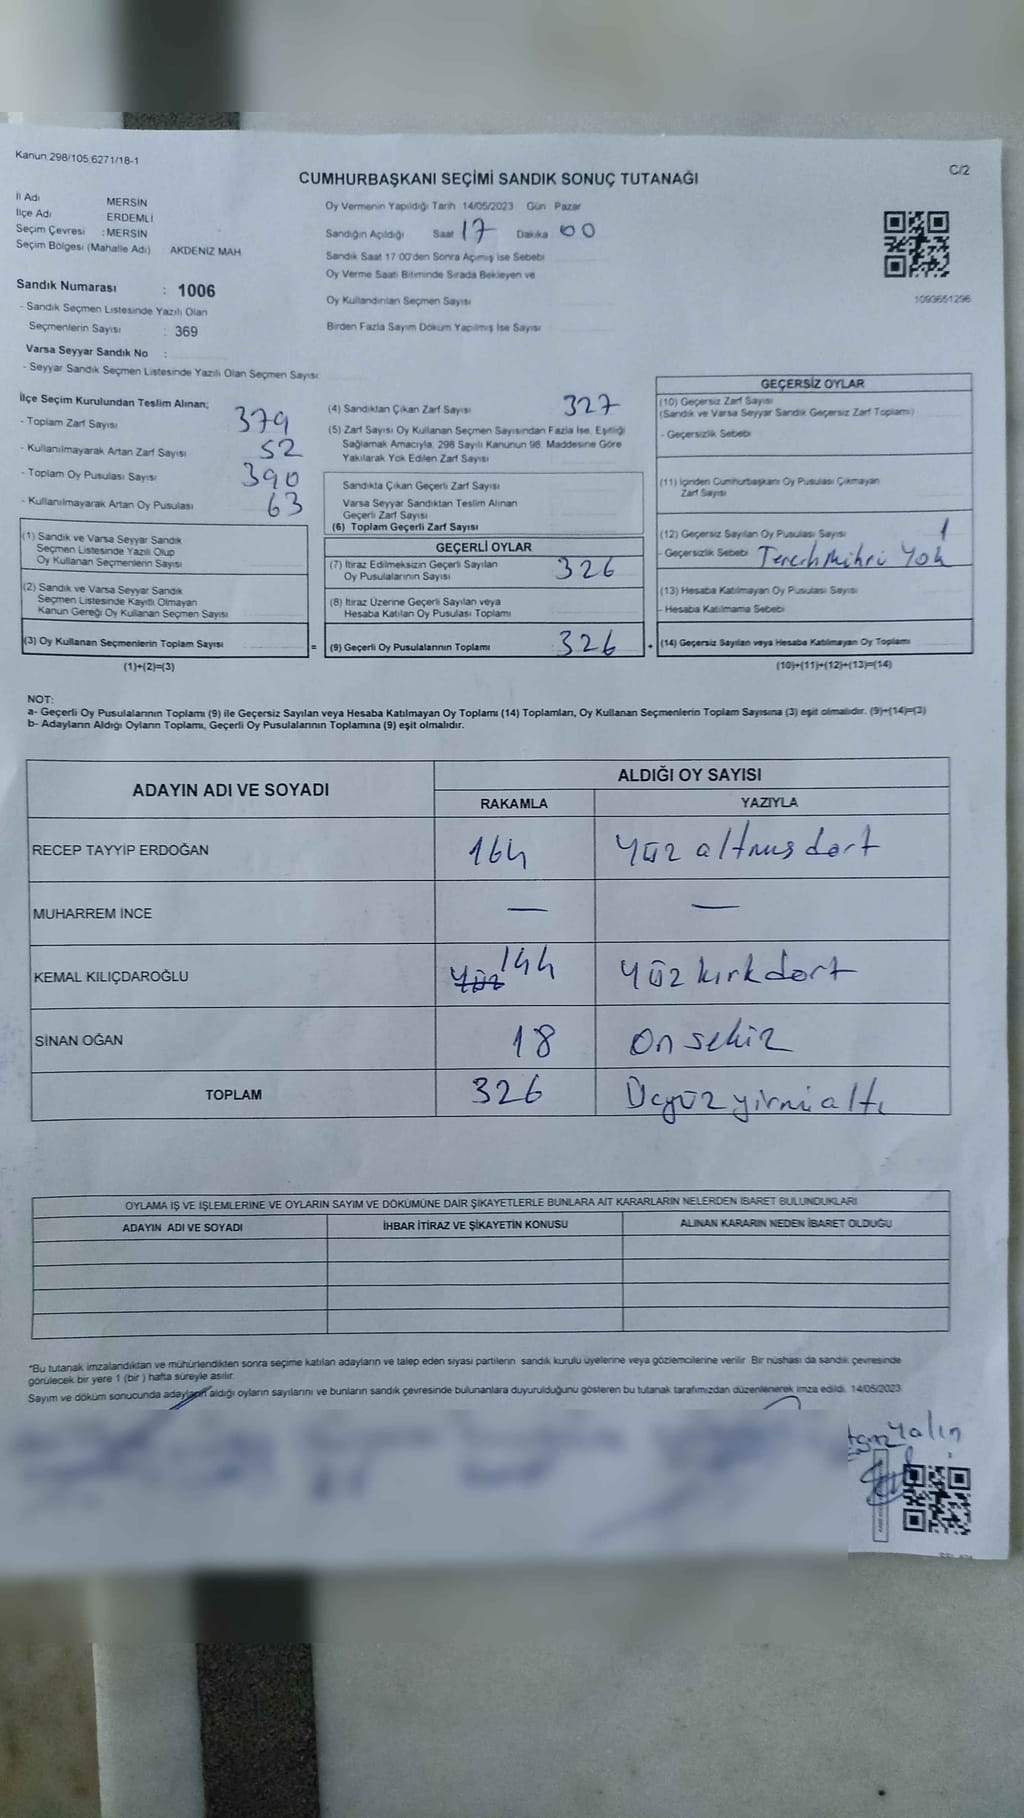 Kanun 298/105,6271/18-1
C/2
CUMHURBAŞKANI SEÇİMİ SANDIK SONUÇ TUTANAĞI
İl Adı MERSİN
İlçe Adı ERDEMLİ
Seçim Çevresi : MERSİN
Seçim Bölgesi (Mahalle Adı) AKDENİZ MAH
Sandık Numarası : 1006
- Sandık Seçmen Listesinde Yazılı Olan
Seçmenlerin Sayısı : 369
Varsa Seyyar Sandık No :
- Seyyar Sandık Seçmen Listesinde Yazılı Olan Seçmen Sayısı
Oy Vermenin Yapıldığı Tarih 14/05/2023 Gün Pazar
Sandığın Açıldığı Saat 17 Dakika 00
Sandık Saat 17 00'den Sonra Açımış İse Sebebi
Oy Verme Saati Bitiminde Sırada Bekleyen ve
Oy Kullandırılan Seçmen Sayısı
Birden Fazla Sayım Döküm Yapılmış İse Sayısı
1093651296
İlçe Seçim Kurulundan Teslim Alınan;
- Toplam Zarf Sayısı 379
- Kullanılmayarak Artan Zarf Sayısı 52
- Toplam Oy Pusulası Sayısı 390
- Kullanılmayarak Artan Oy Pusulası 63
(1) Sandık ve Varsa Seyyar Sandık
Seçmen Listesinde Yazılı Olup
Oy Kullanan Seçmenlerin Sayısı
(2) Sandık ve Varsa Seyyar Sandık
Seçmen Listesinde Kayıtlı Olmayan
Kanun Gereği Oy Kullanan Seçmen Sayısı
(3) Oy Kullanan Seçmenlerin Toplam Sayısı =
(1)+(2)=(3)
(4) Sandıktan Çıkan Zarf Sayısı 327
(5) Zarf Sayısı Oy Kullanan Seçmen Sayısından Fazla İse, Eşitliği
Sağlamak Amacıyla, 298 Sayılı Kanunun 98. Maddesine Göre
Yakılarak Yok Edilen Zarf Sayısı
Sandıkta Çıkan Geçerli Zarf Sayısı
Varsa Seyyar Sandıktan Teslim Alınan
Geçerli Zarf Sayısı
(6) Toplam Geçerli Zarf Sayısı
GEÇERLİ OYLAR
(7) İtiraz Edilmeksizin Geçerli Sayılan
Oy Pusulalarının Sayısı 326
(8) İtiraz Üzerine Geçerli Sayılan veya
Hesaba Katılan Oy Pusulası Toplamı
(9) Geçerli Oy Pusulalarının Toplamı 326 +
GEÇERSİZ OYLAR
(10) Geçersiz Zarf Sayısı
(Sandık ve Varsa Seyyar Sandık Geçersiz Zarf Toplamı)
- Geçersizlik Sebebi
(11) İçinden Cumhurbaşkanı Oy Pusulası Çıkmayan
Zarf Sayısı
(12) Geçersiz Sayılan Oy Pusulası Sayısı 1
- Geçersizlik Sebebi Tercih Mührü Yok
(13) Hesaba Katılmayan Oy Pusulası Sayısı
- Hesaba Katılmama Sebebi
(14) Geçersiz Sayılan veya Hesaba Katılmayan Oy Toplamı
(10)+(11)+(12)+(13)=(14)
NOT:
a- Geçerli Oy Pusulalarının Toplamı (9) ile Geçersiz Sayılan veya Hesaba Katılmayan Oy Toplamı (14) Toplamları, Oy Kullanan Seçmenlerin Toplam Sayısına (3) eşit olmalıdır. (9)+(14)=(3)
b- Adayların Aldığı Oyların Toplamı, Geçerli Oy Pusulalarının Toplamına (9) eşit olmalıdır.
ADAYIN ADI VE SOYADI
ALDIĞI OY SAYISI
RAKAMLA YAZIYLA
RECEP TAYYİP ERDOĞAN 164 Yüz altmış dört
MUHARREM İNCE — —
KEMAL KILIÇDAROĞLU Yüz 144 Yüz kırk dört
SİNAN OĞAN 18 On sekiz
TOPLAM 326 Üçyüz yirmi altı
OYLAMA İŞ VE İŞLEMLERİNE VE OYLARIN SAYIM VE DÖKÜMÜNE DAİR ŞİKAYETLERLE BUNLARA AİT KARARLARIN NELERDEN İBARET BULUNDUKLARI
ADAYIN ADI VE SOYADI İHBAR İTİRAZ VE ŞİKAYETİN KONUSU ALINAN KARARIN NEDEN İBARET OLDUĞU
*Bu tutanak imzalandıktan ve mühürlendikten sonra seçime katılan adayların ve talep eden siyasi partilerin sandık kurulu üyelerine veya gözlemcilerine verilir Bir nüshası da sandık çevresinde
görülecek bir yere 1 (bir ) hafta süreyle asılır.
Sayım ve döküm sonucunda adayların aldığı oyların sayılarını ve bunların sandık çevresinde bulunanlara duyurulduğunu gösteren bu tutanak tarafımızdan düzenlenerek imza edildi. 14/05/2023
Yalın